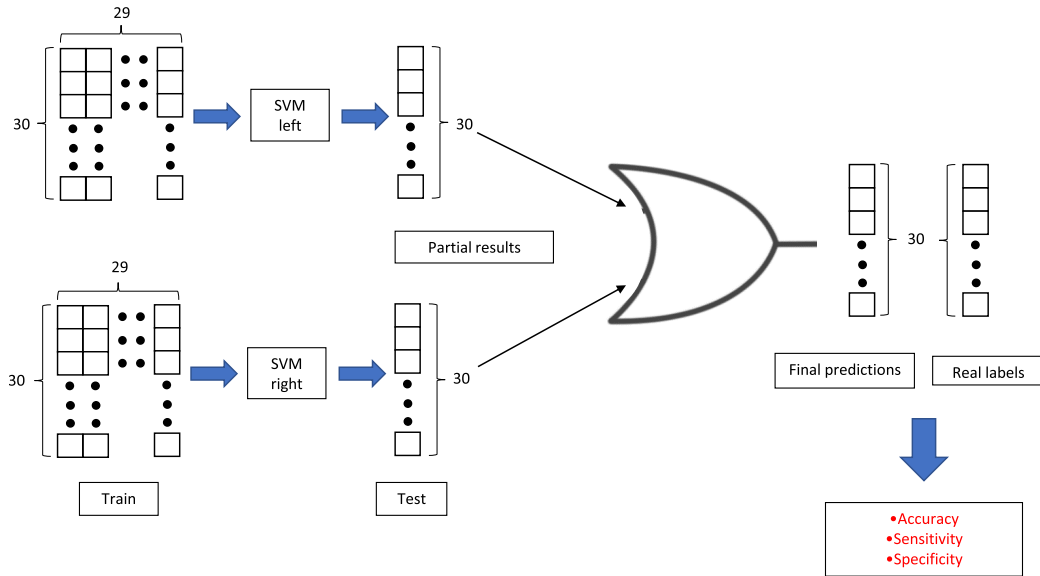 29
30
SVM
left
30
Partial results
29
30
SVM
right
30
30
Final predictions
Real labels
Train
Test
•Accuracy
•Sensitivity
•Specificity